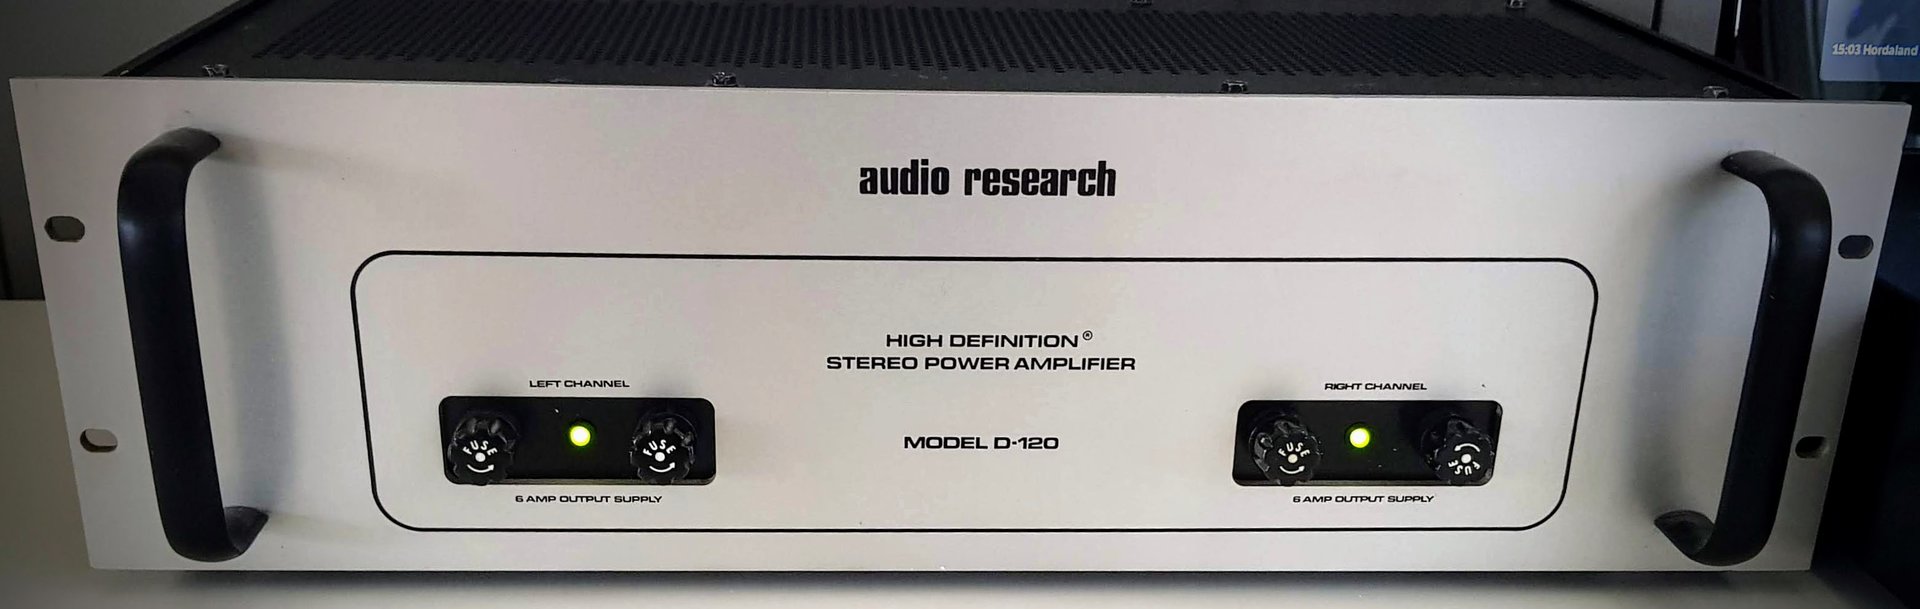 15:03 Hordaland
audio research
HIGH DEFINITION®
STEREO POWER AMPLIFIER
LEFT CHANNEL
RIGHT CHANNEL
FUSE
FUSE
FUSE
FUSE
MODEL D-120
6 AMP OUTPUT SUPPLY
6 AMP OUTPUT SUPPLY